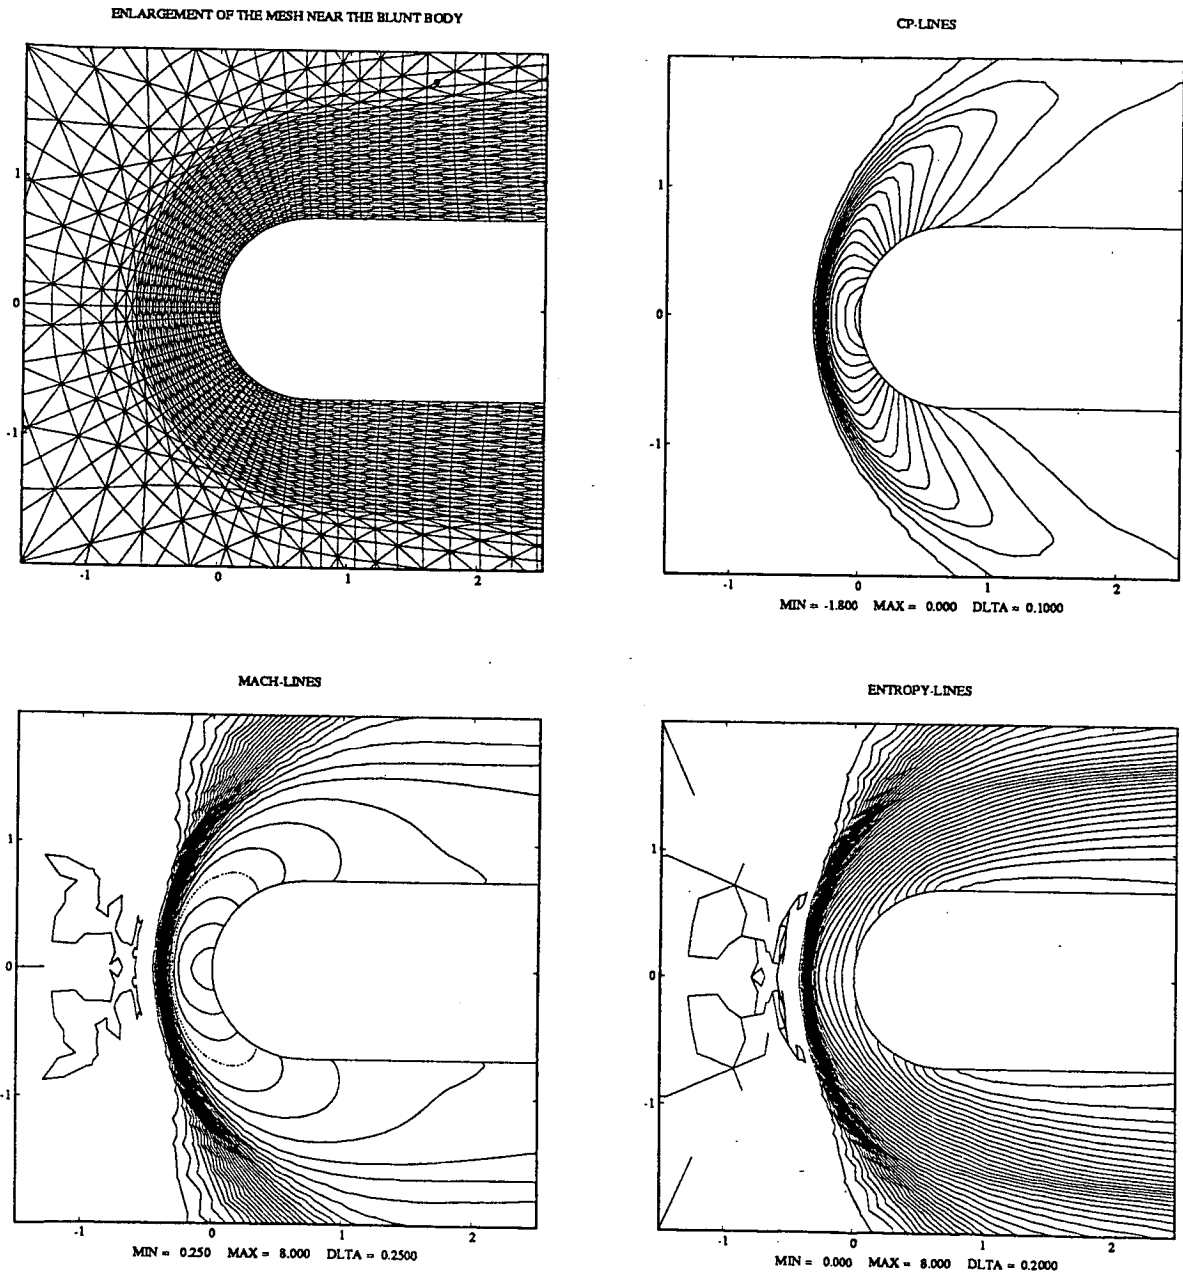 ENLARGEMENT OF THE MESH NEAR THE BLUNT BODY
1
0
-1
-1 0 1 2
CP-LINES
1
0
-1
-1 0 1 2
MIN = -1.800 MAX = 0.000 DLTA = 0.1000
MACH-LINES
1
0
-1
-1 0 1 2
MIN = 0.250 MAX = 8.000 DLTA = 0.2500
ENTROPY-LINES
1
0
-1
-1 0 1 2
MIN = 0.000 MAX = 8.000 DLTA = 0.2000